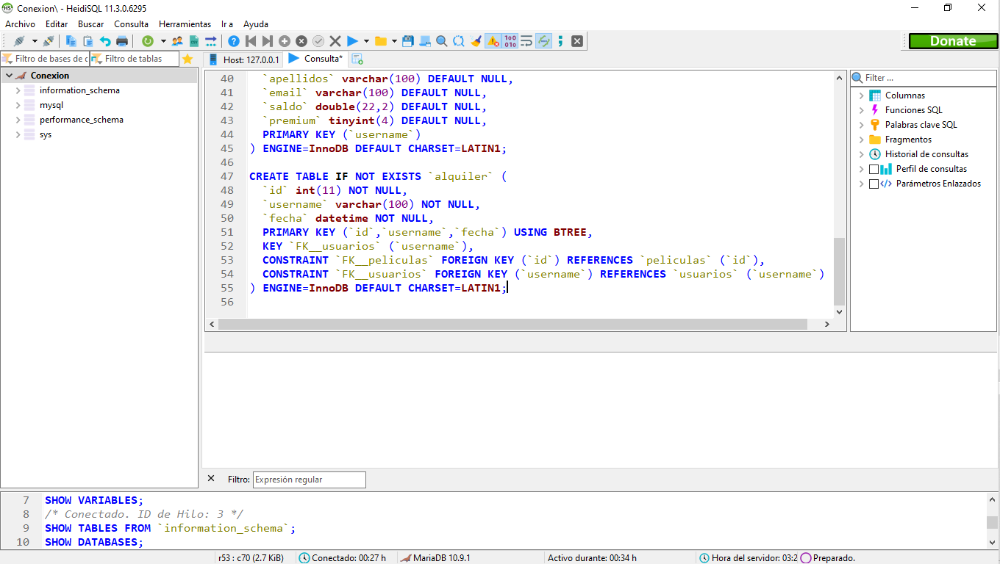 HS Conexion\ - HeidiSQL 11.3.0.6295
Archivo Editar Buscar Consulta Herramientas Ir a Ayuda
Donate
Filtro de bases de d Filtro de tablas Host: 127.0.0.1 Consulta*
Conexion
information_schema
mysql
performance_schema
sys
40 `apellidos` varchar(100) DEFAULT NULL,
41 `email` varchar(100) DEFAULT NULL,
42 `saldo` double(22,2) DEFAULT NULL,
43 `premium` tinyint(4) DEFAULT NULL,
44 PRIMARY KEY (`username`)
45 ) ENGINE=InnoDB DEFAULT CHARSET=LATIN1;
46
47 CREATE TABLE IF NOT EXISTS `alquiler` (
48 `id` int(11) NOT NULL,
49 `username` varchar(100) NOT NULL,
50 `fecha` datetime NOT NULL,
51 PRIMARY KEY (`id`,`username`,`fecha`) USING BTREE,
52 KEY `FK__usuarios` (`username`),
53 CONSTRAINT `FK__peliculas` FOREIGN KEY (`id`) REFERENCES `peliculas` (`id`),
54 CONSTRAINT `FK__usuarios` FOREIGN KEY (`username`) REFERENCES `usuarios` (`username`)
55 ) ENGINE=InnoDB DEFAULT CHARSET=LATIN1;
56
Filter ...
Columnas
Funciones SQL
Palabras clave SQL
Fragmentos
Historial de consultas
Perfil de consultas
Parámetros Enlazados
Filtro: Expresión regular
7 SHOW VARIABLES;
8 /* Conectado. ID de Hilo: 3 */
9 SHOW TABLES FROM `information_schema`;
10 SHOW DATABASES;
r53 : c70 (2.7 KiB) Conectado: 00:27 h MariaDB 10.9.1 Activo durante: 00:34 h Hora del servidor: 03:2 Preparado.